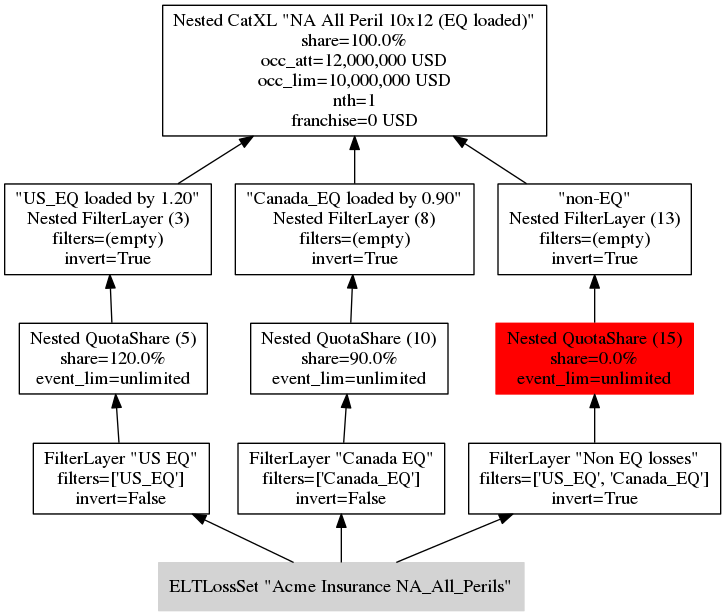 Nested CatXL "NA All Peril 10x12 (EQ loaded)"
share=100.0%
occ_att=12,000,000 USD
occ_lim=10,000,000 USD
nth=1
franchise=0 USD
"US_EQ loaded by 1.20"
Nested FilterLayer (3)
filters=(empty)
invert=True
"Canada_EQ loaded by 0.90"
Nested FilterLayer (8)
filters=(empty)
invert=True
"non-EQ"
Nested FilterLayer (13)
filters=(empty)
invert=True
Nested QuotaShare (5)
share=120.0%
event_lim=unlimited
Nested QuotaShare (10)
share=90.0%
event_lim=unlimited
Nested QuotaShare (15)
share=0.0%
event_lim=unlimited
FilterLayer "US EQ"
filters=['US_EQ']
invert=False
FilterLayer "Canada EQ"
filters=['Canada_EQ']
invert=False
FilterLayer "Non EQ losses"
filters=['US_EQ', 'Canada_EQ']
invert=True
ELTLossSet "Acme Insurance NA_All_Perils"